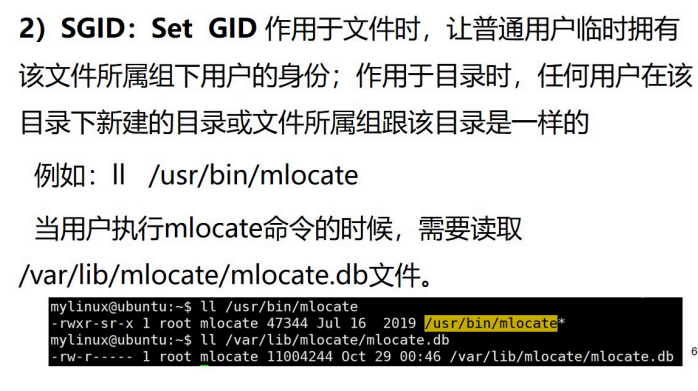 2）SGID：Set GID 作用于文件时，让普通用户临时拥有
该文件所属组下用户的身份；作用于目录时，任何用户在该
目录下新建的目录或文件所属组跟该目录是一样的
例如：ll /usr/bin/mlocate
当用户执行mlocate命令的时候，需要读取
/var/lib/mlocate/mlocate.db文件。
mylinux@ubuntu:~$ ll /usr/bin/mlocate
-rwxr-sr-x 1 root mlocate 47344 Jul 16  2019 /usr/bin/mlocate*
mylinux@ubuntu:~$ ll /var/lib/mlocate/mlocate.db
-rw-r----- 1 root mlocate 11004244 Oct 29 00:46 /var/lib/mlocate/mlocate.db
6